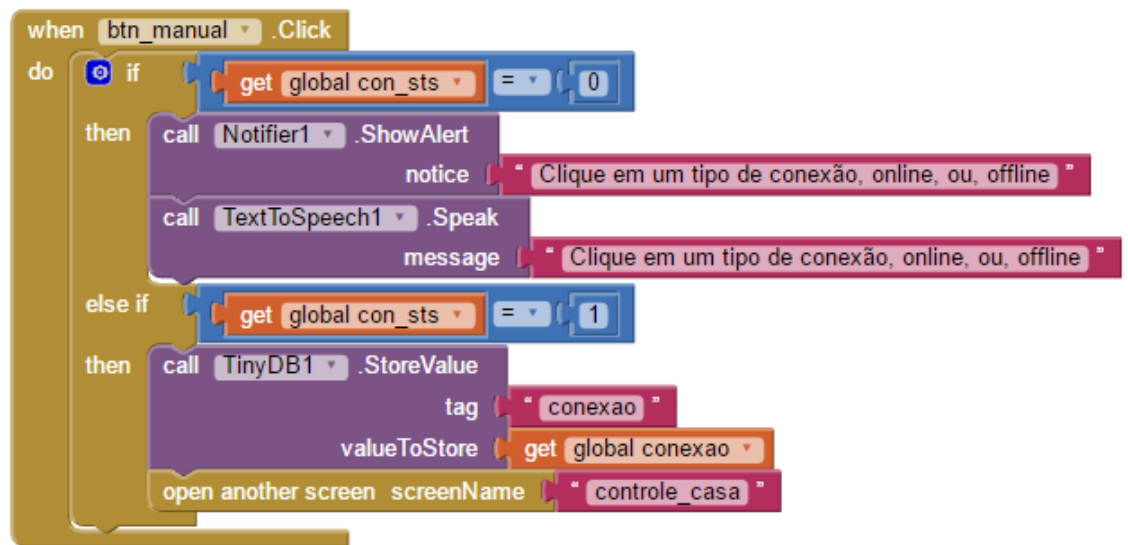 when btn_manual .Click
do if get global con_sts = 0
then call Notifier1 .ShowAlert
notice " Clique em um tipo de conexão, online, ou, offline "
call TextToSpeech1 .Speak
message " Clique em um tipo de conexão, online, ou, offline "
else if get global con_sts = 1
then call TinyDB1 .StoreValue
tag " conexao "
valueToStore get global conexao
open another screen screenName " controle_casa "